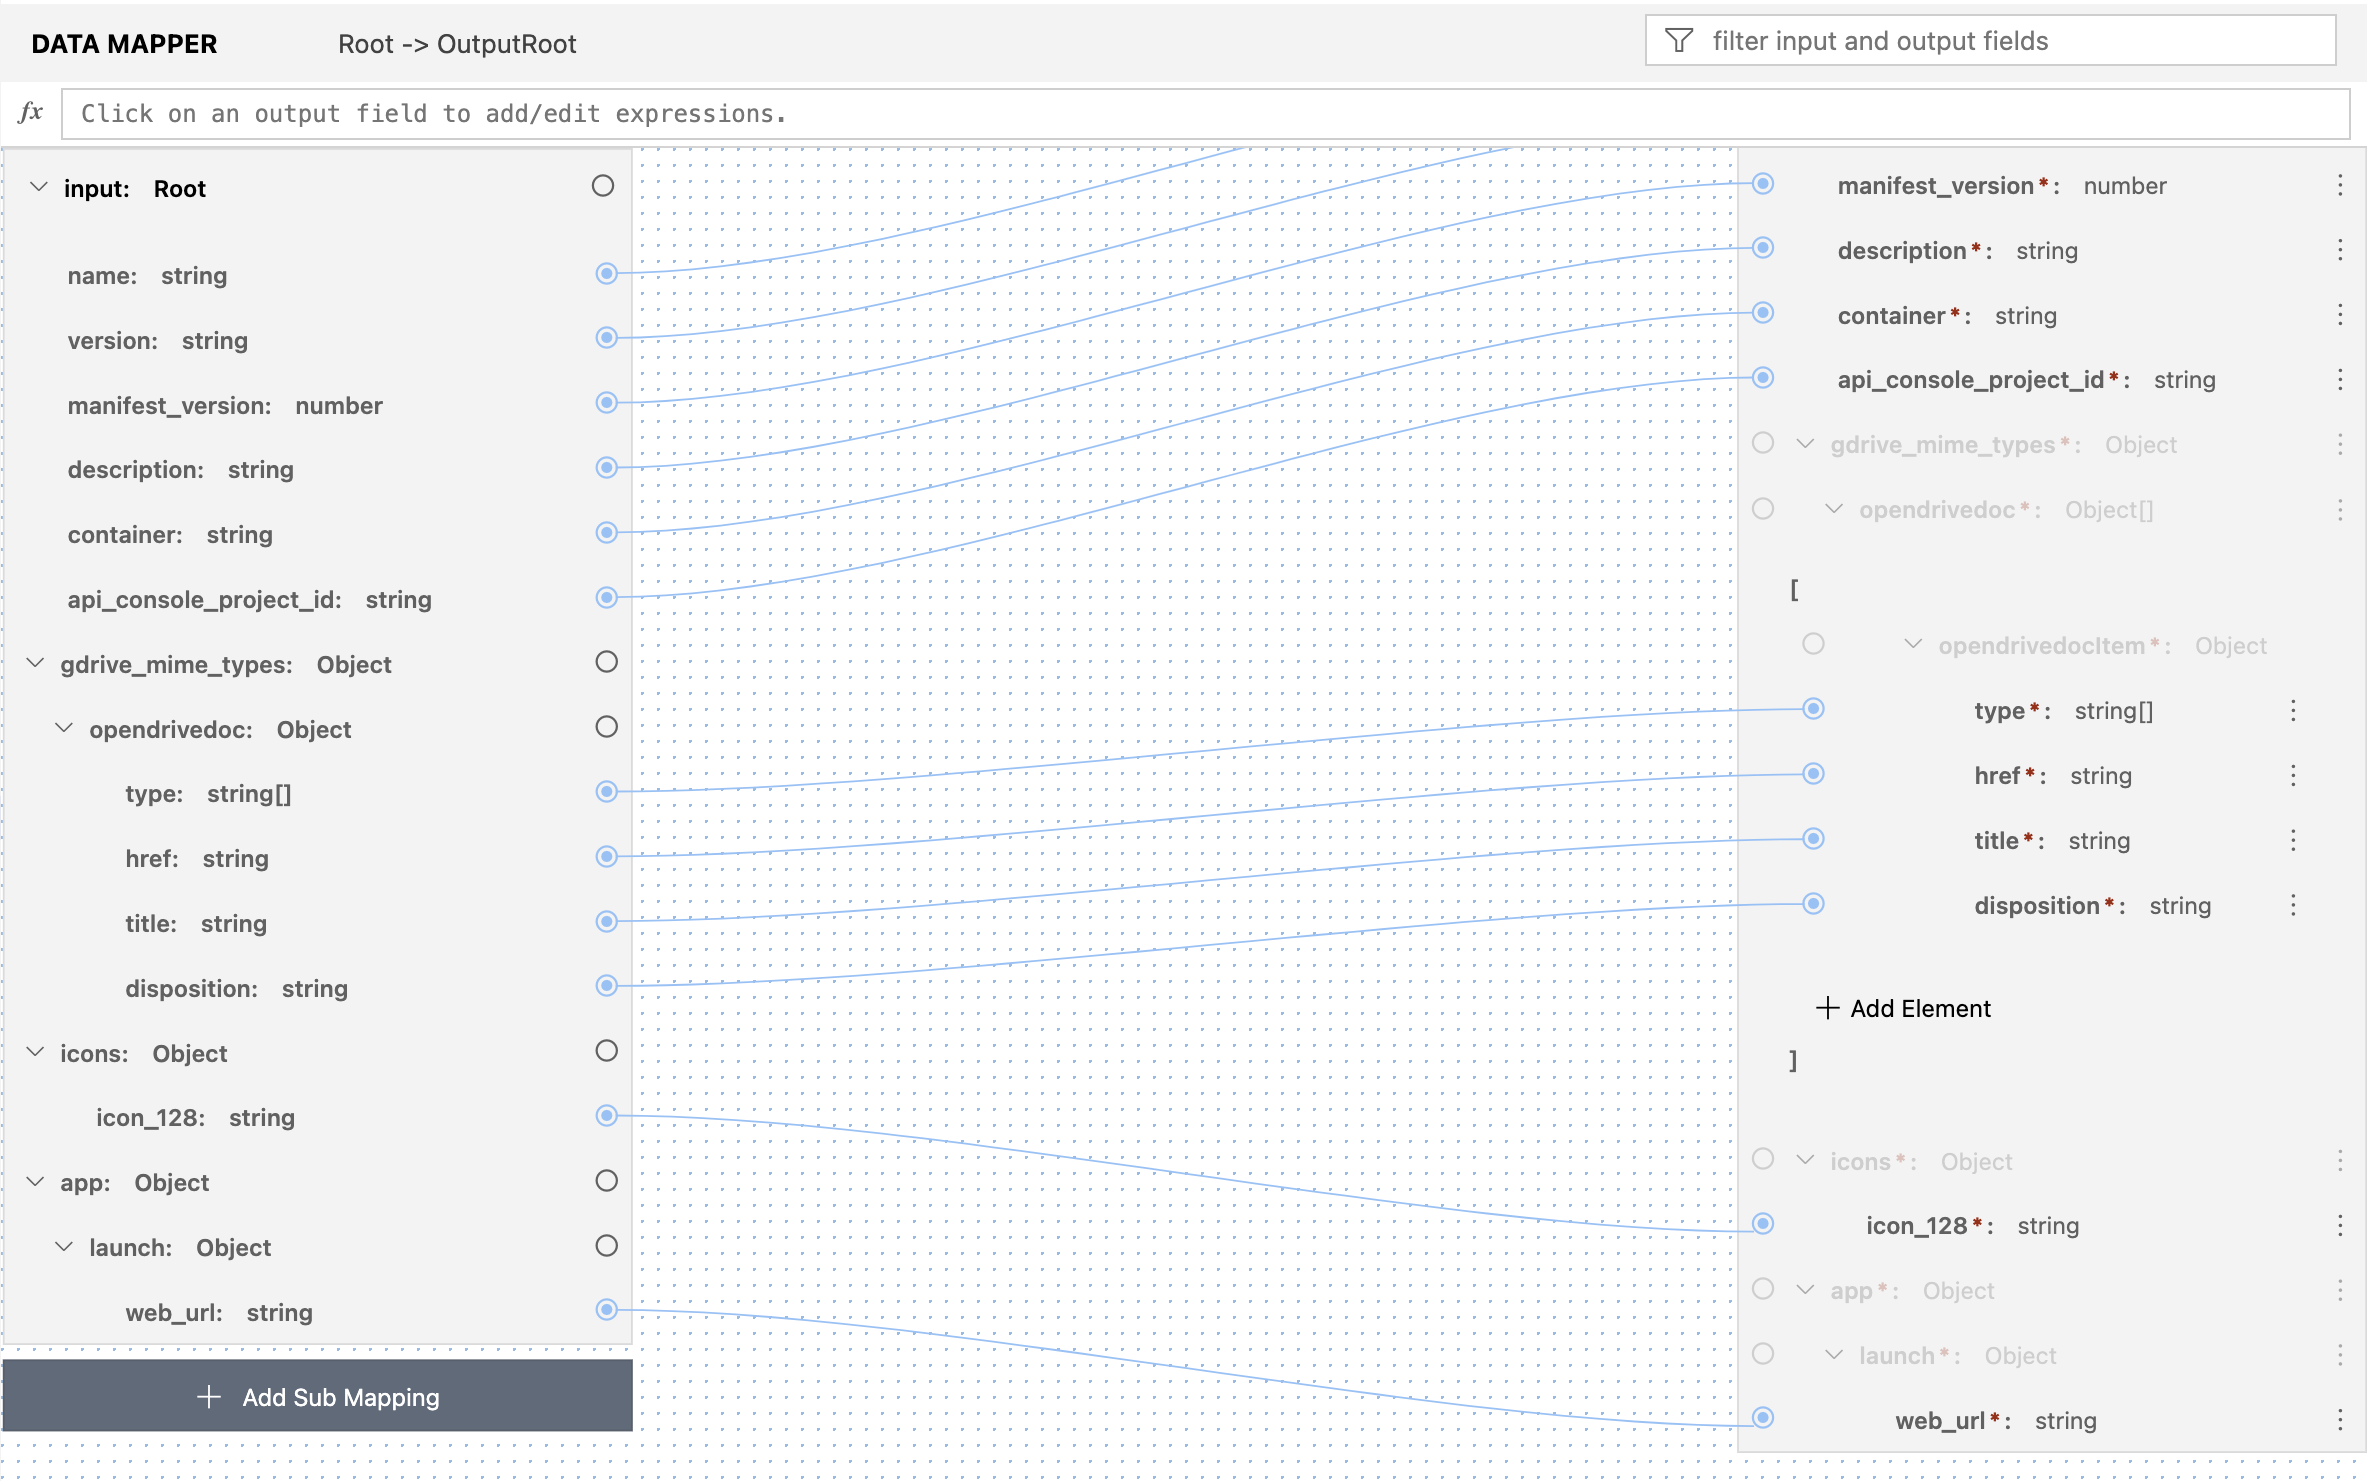 DATA MAPPER Root -> OutputRoot
filter input and output fields
fx Click on an output field to add/edit expressions.
input: Root
name: string
version: string
manifest_version: number
description: string
container: string
api_console_project_id: string
gdrive_mime_types: Object
opendrivedoc: Object
type: string[]
href: string
title: string
disposition: string
icons: Object
icon_128: string
app: Object
launch: Object
web_url: string
+ Add Sub Mapping
manifest_version*: number
description*: string
container*: string
api_console_project_id*: string
gdrive_mime_types*: Object
opendrivedoc*: Object[]
[
opendrivedocItem*: Object
type*: string[]
href*: string
title*: string
disposition*: string
+ Add Element
]
icons*: Object
icon_128*: string
app*: Object
launch*: Object
web_url*: string